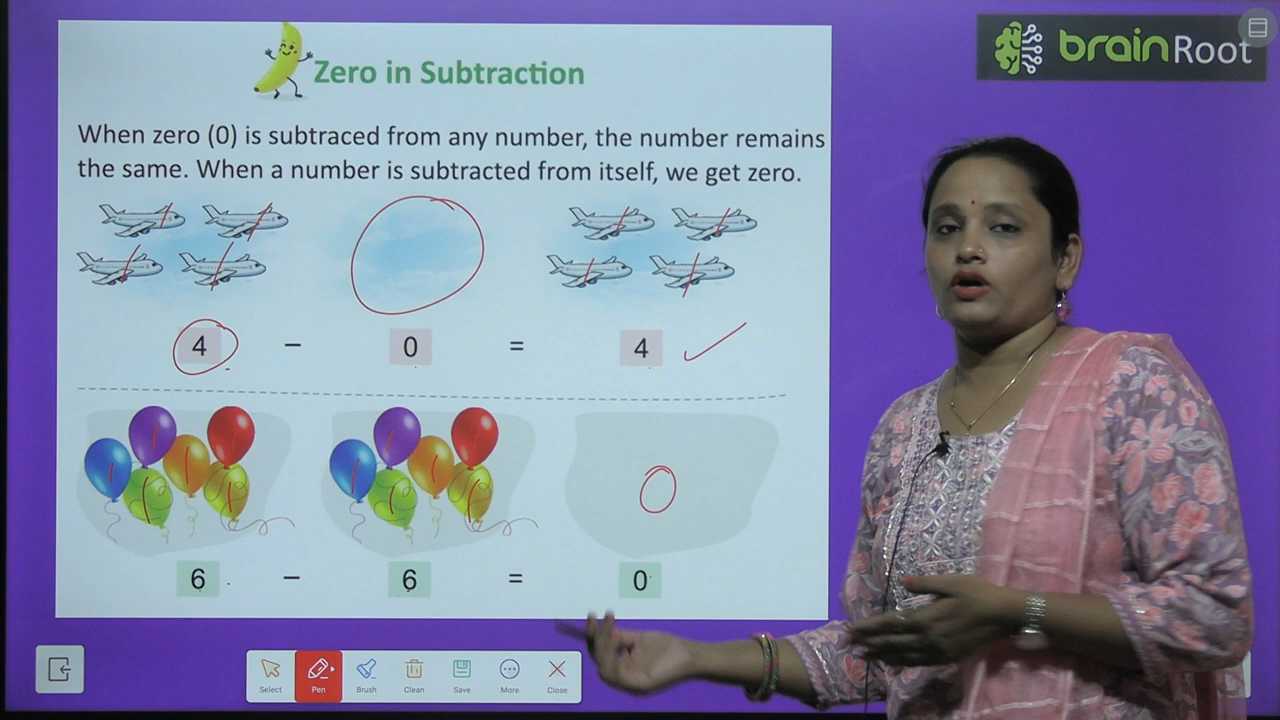 brainRoot
Zero in Subtraction
When zero (0) is subtraced from any number, the number remains
the same. When a number is subtracted from itself, we get zero.
4 − 0 = 4
0
6 − 6 = 0
Select Pen Brush Clean Save More Close